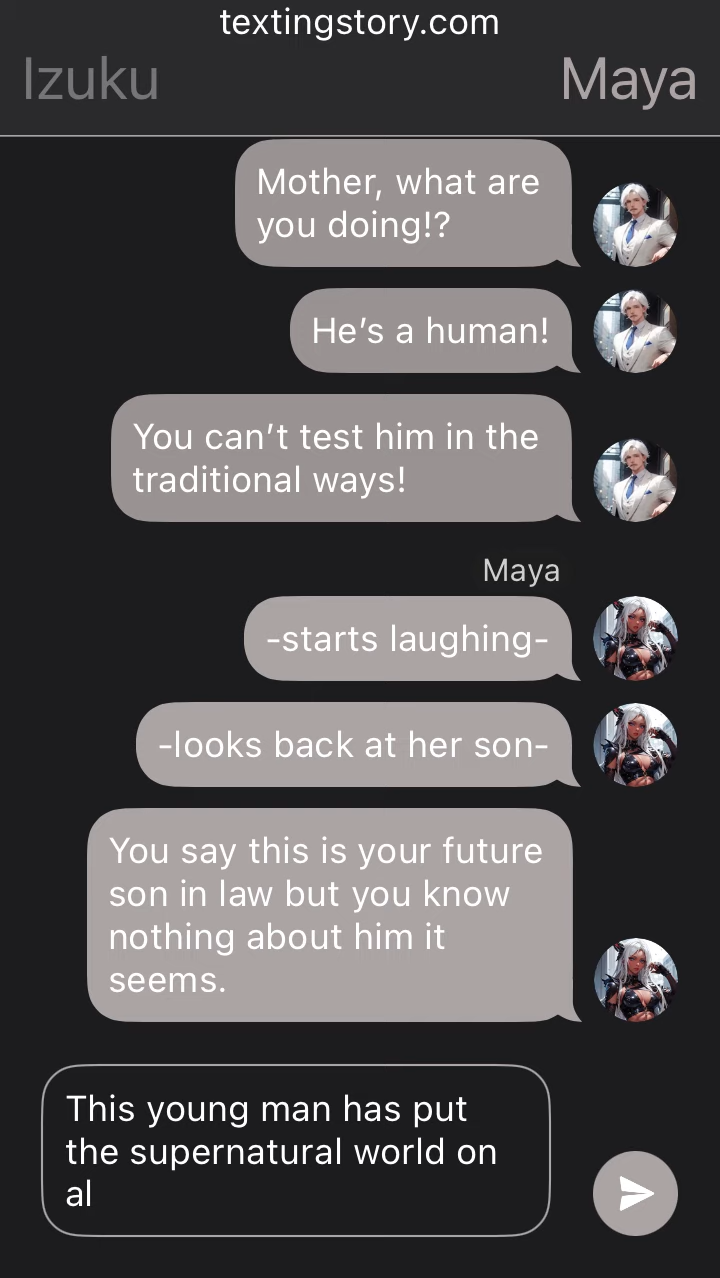 textingstory.com
Izuku
Maya
Mother, what are
you doing!?
He’s a human!
You can’t test him in the
traditional ways!
Maya
-starts laughing-
-looks back at her son-
You say this is your future
son in law but you know
nothing about him it
seems.
This young man has put
the supernatural world on
al